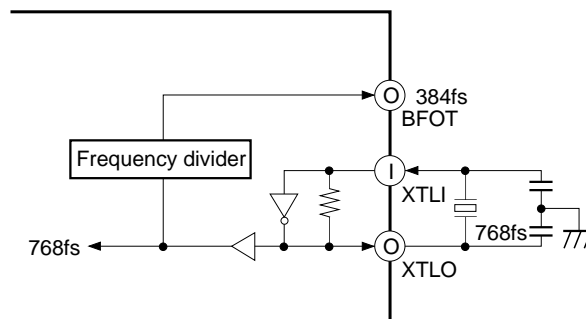 O 384fs
BFOT
Frequency divider
I
XTLI
768fs
768fs
O
XTLO